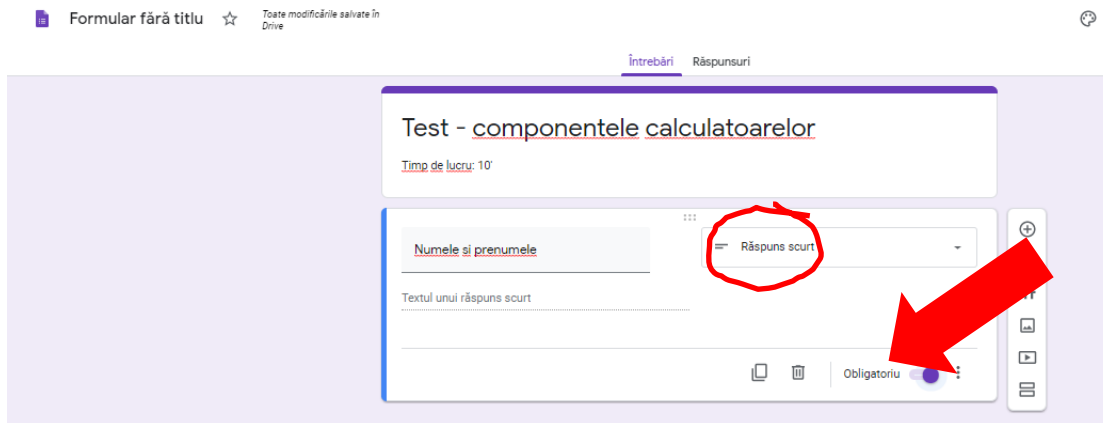 Formular fără titlu
Toate modificările salvate în
Drive
Întrebări Răspunsuri
Test - componentele calculatoarelor
Timp de lucru: 10'
Numele și prenumele
Răspuns scurt
Textul unui răspuns scurt
Obligatoriu